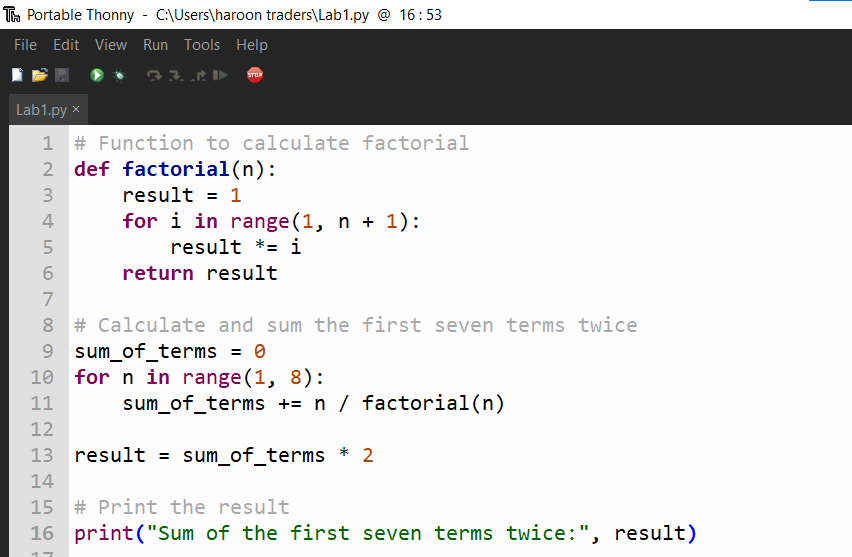 Portable Thonny - C:\Users\haroon traders\Lab1.py @ 16 : 53
File Edit View Run Tools Help
STOP
Lab1.py ×
1 # Function to calculate factorial
2 def factorial(n):
3     result = 1
4     for i in range(1, n + 1):
5         result *= i
6     return result
7
8 # Calculate and sum the first seven terms twice
9 sum_of_terms = 0
10 for n in range(1, 8):
11     sum_of_terms += n / factorial(n)
12
13 result = sum_of_terms * 2
14
15 # Print the result
16 print("Sum of the first seven terms twice:", result)